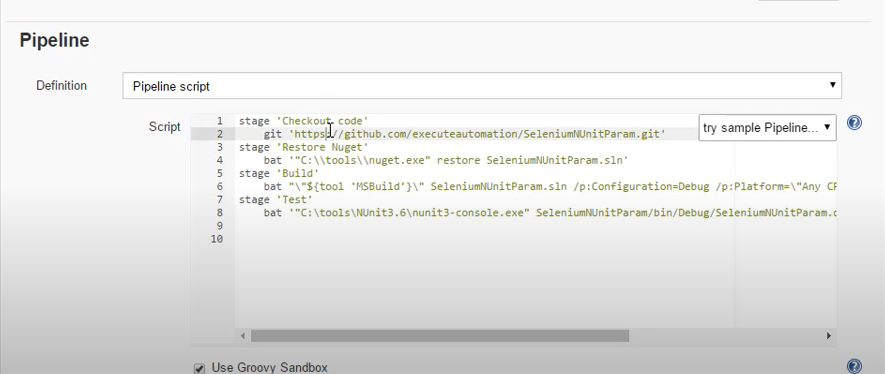 Pipeline
Definition
Pipeline script
Script
try sample Pipeline...
1 stage 'Checkout code'
2 git 'https://github.com/executeautomation/SeleniumNUnitParam.git'
3 stage 'Restore Nuget'
4 bat '"C:\\tools\\nuget.exe" restore SeleniumNUnitParam.sln'
5 stage 'Build'
6 bat "\"${tool 'MSBuild'}\" SeleniumNUnitParam.sln /p:Configuration=Debug /p:Platform=\"Any CP
7 stage 'Test'
8 bat '"C:\tools\NUnit3.6\nunit3-console.exe" SeleniumNUnitParam/bin/Debug/SeleniumNUnitParam.d
9
10
Use Groovy Sandbox